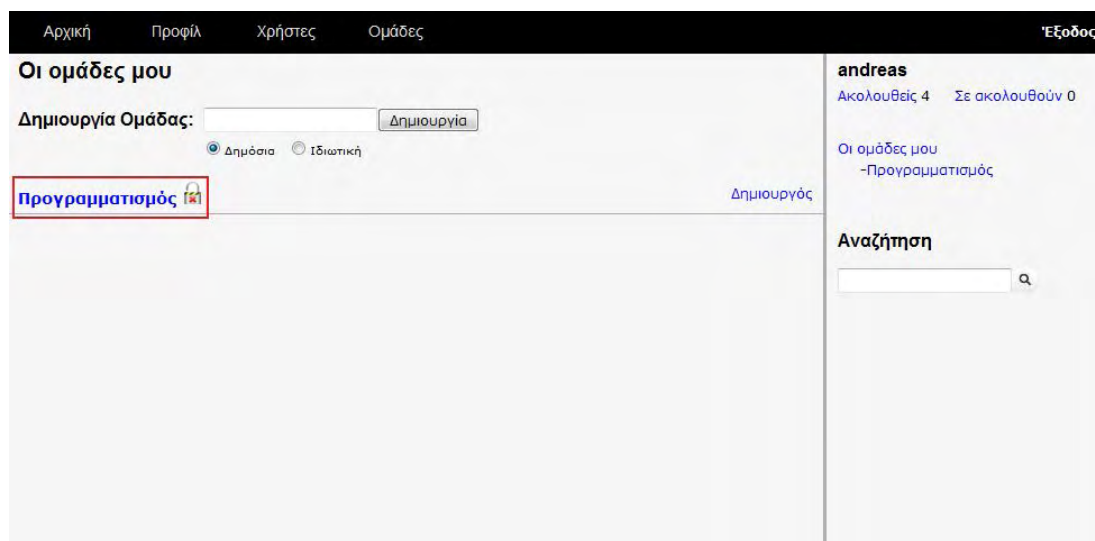 Αρχική Προφίλ Χρήστες Ομάδες Έξοδος
Οι ομάδες μου
Δημιουργία Ομάδας: Δημιουργία
Δημόσια Ιδιωτική
Προγραμματισμός Δημιουργός
andreas
Ακολουθείς 4 Σε ακολουθούν 0
Οι ομάδες μου
-Προγραμματισμός
Αναζήτηση